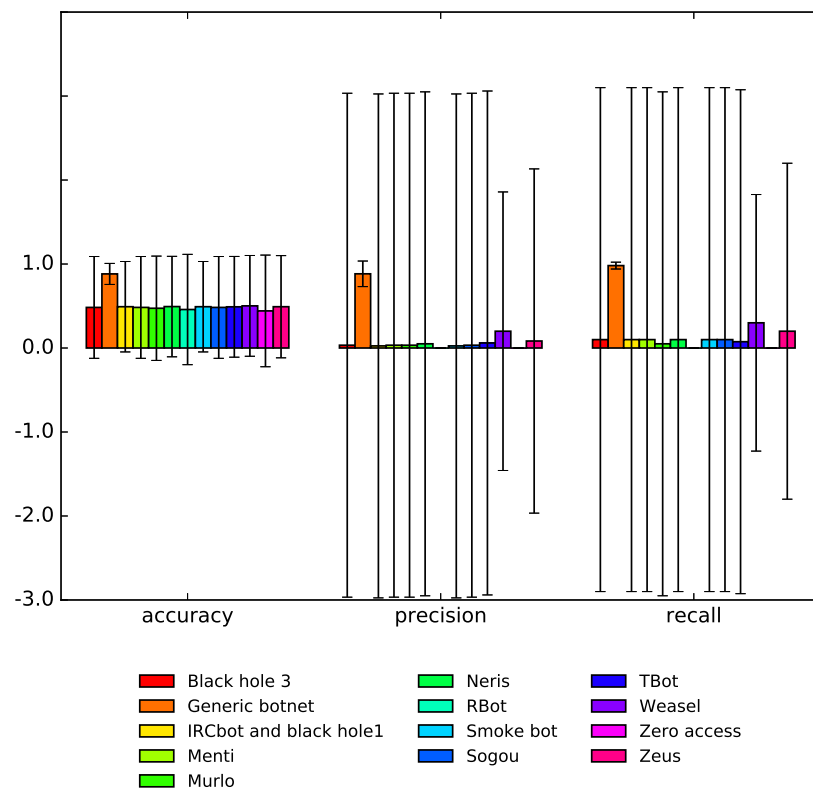 1.0
0.0
-1.0
-2.0
-3.0
accuracy precision recall
Black hole 3 Neris TBot
Generic botnet RBot Weasel
IRCbot and black hole1 Smoke bot Zero access
Menti Sogou Zeus
Murlo